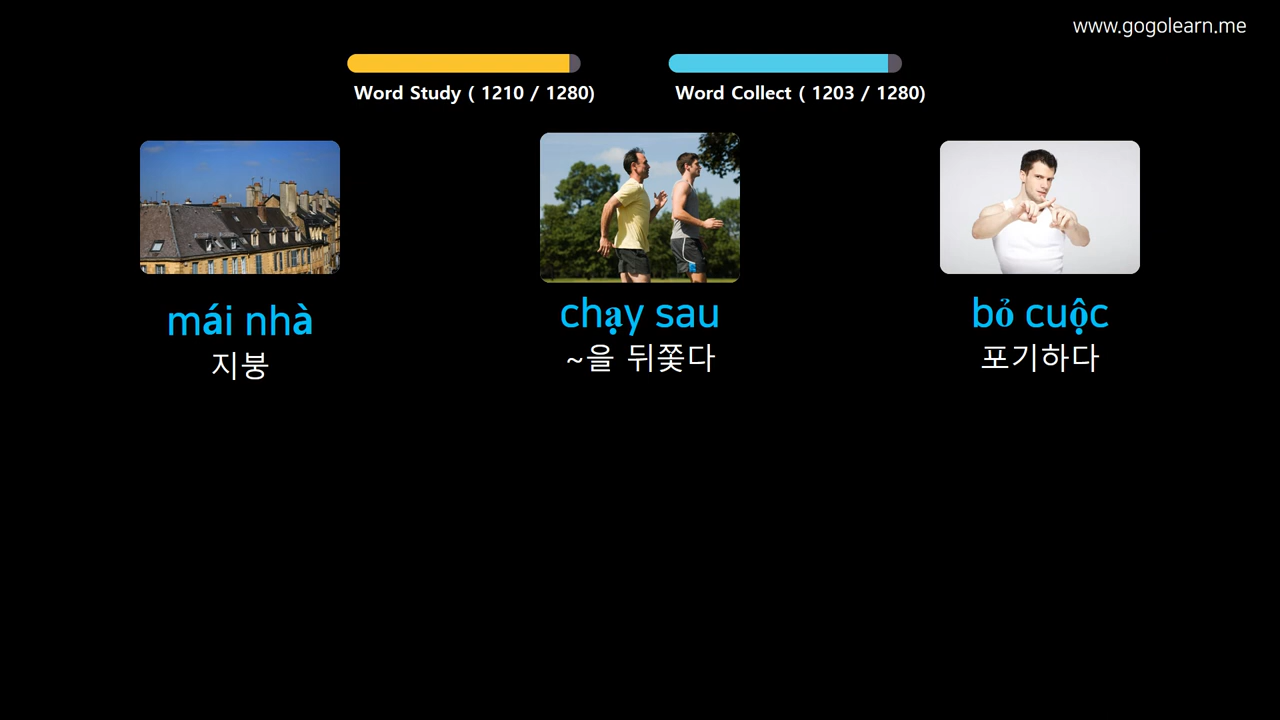 www.gogolearn.me
Word Study ( 1210 / 1280)
Word Collect ( 1203 / 1280)
mái nhà
지붕
chạy sau
~을 뒤쫓다
bỏ cuộc
포기하다